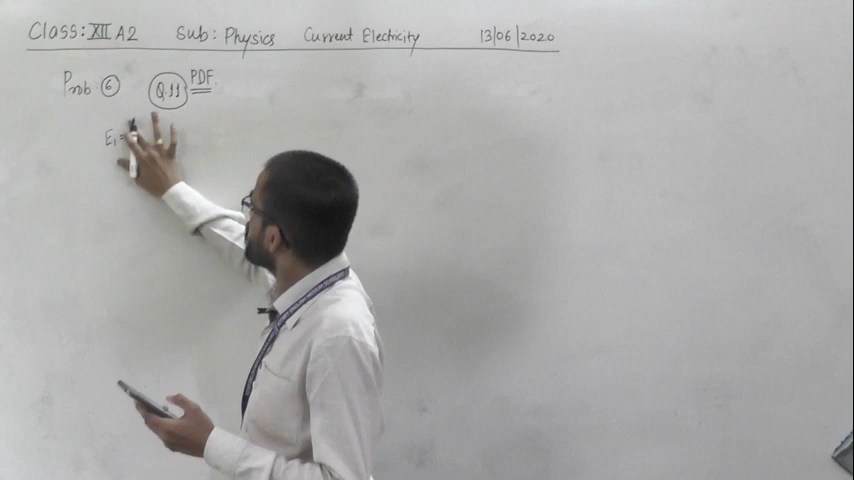 Class: XII A2 Sub: Physics Current Electricity 13/06/2020
Prob. 6 Q.11 PDF.
E₁ =